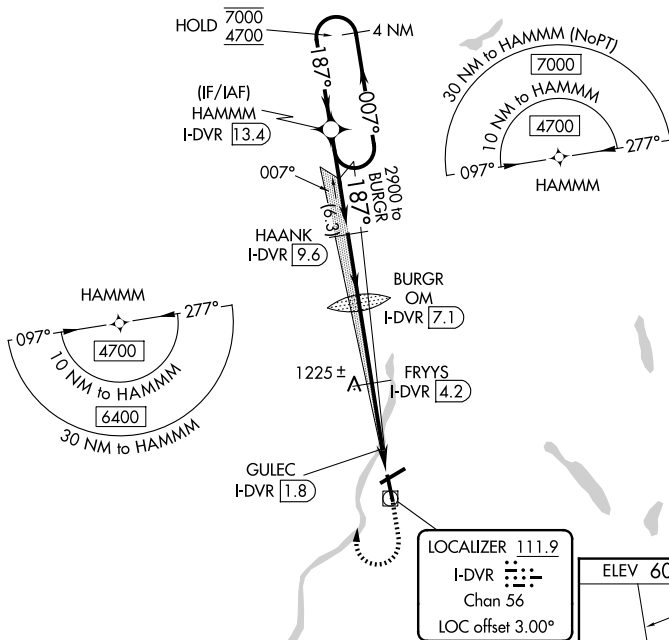 HOLD 7000
4700
4 NM
187°
007°
(IF/IAF)
HAMMM
I-DVR 13.4
30 NM to HAMMM (NoPT)
7000
10 NM to HAMMM
4700
097°
277°
HAMMM
007°
187°
(6.3)
2900 to
BURGR
HAANK
I-DVR 9.6
BURGR
OM
I-DVR 7.1
HAMMM
097°
277°
4700
10 NM to HAMMM
6400
30 NM to HAMMM
1225 ±
FRYYS
I-DVR 4.2
GULEC
I-DVR 1.8
LOCALIZER 111.9
I-DVR
Chan 56
LOC offset 3.00°
ELEV 60